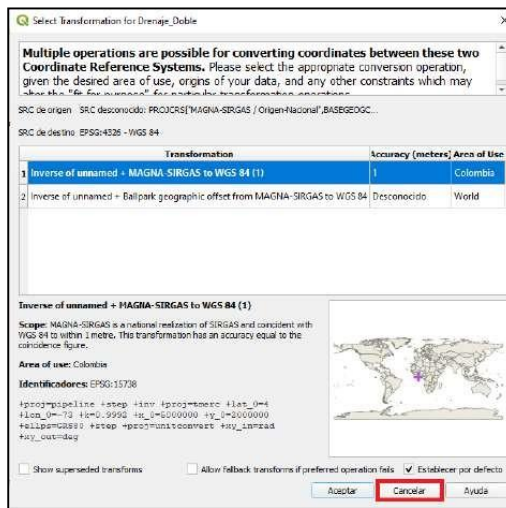 Select Transformation for Drenaje_Doble
Multiple operations are possible for converting coordinates between these two
Coordinate Reference Systems. Please select the appropriate conversion operation,
given the desired area of use, origins of your data, and any other constraints which may
alter the "fit for purpose" for particular transformation operations.
SRC de origen SRC desconocido: PROJCRS["MAGNA-SIRGAS / Origen-Nacional",BASEGEOGC...
SRC de destino EPSG:4326 - WGS 84
Transformation Accuracy (meters) Area of Use
1 Inverse of unnamed + MAGNA-SIRGAS to WGS 84 (1) 1 Colombia
2 Inverse of unnamed + Ballpark geographic offset from MAGNA-SIRGAS to WGS 84 Desconocido World
Inverse of unnamed + MAGNA-SIRGAS to WGS 84 (1)
Scope: MAGNA-SIRGAS is a national realization of SIRGAS and coincident with
WGS 84 to within 1 metre. This transformation has an accuracy equal to the
coincidence figure.
Area of use: Colombia
Identificadores: EPSG:15738
+proj=pipeline +step +inv +proj=tmerc +lat_0=4
+lon_0=-73 +k=0.9992 +x_0=5000000 +y_0=2000000
+ellps=GRS80 +step +proj=unitconvert +xy_in=rad
+xy_out=deg
Show superseded transforms Allow fallback transforms if preferred operation fails Establecer por defecto
Aceptar Cancelar Ayuda